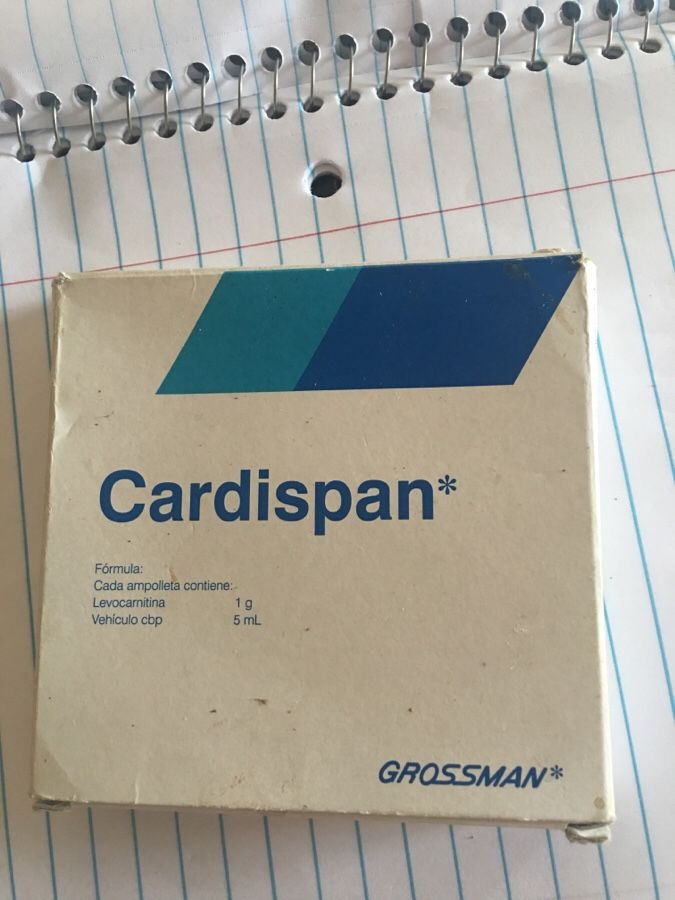 Cardispan*
Fórmula:
Cada ampolleta contiene:
Levocarnitina 1 g
Vehículo cbp 5 mL
GROSSMAN*